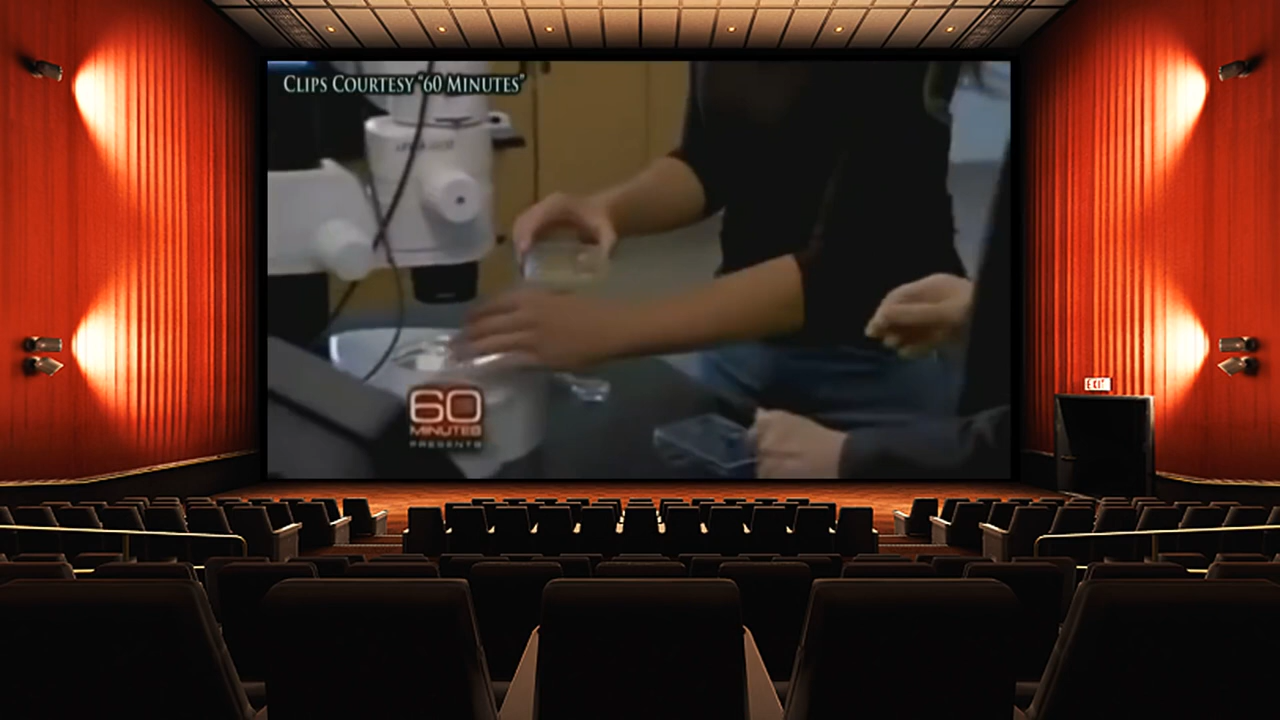 CLIPS COURTESY "60 MINUTES"
60
MINUTES
PRESENTS
EXIT